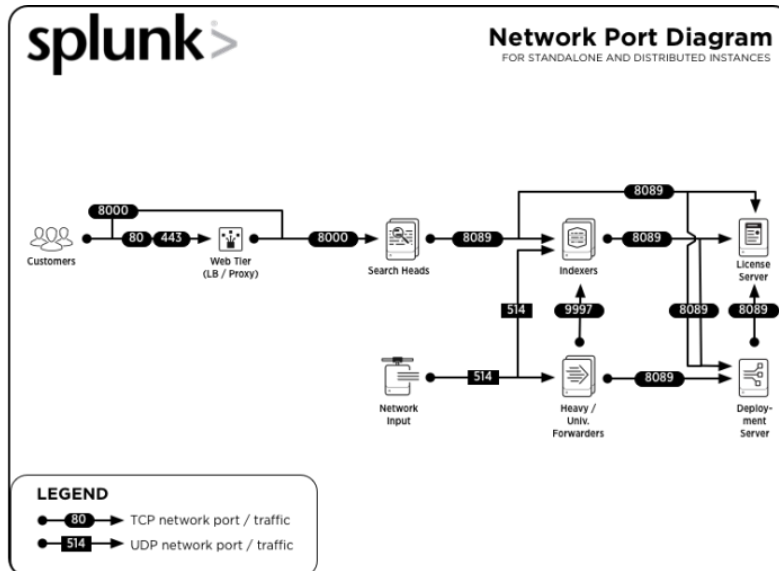 splunk>
Network Port Diagram
FOR STANDALONE AND DISTRIBUTED INSTANCES
8089
8000
80
443
8000
8089
8089
Customers
Web Tier
(LB / Proxy)
Search Heads
Indexers
License
Server
514
9997
8089
8089
514
8089
Network
Input
Heavy /
Univ.
Forwarders
Deploy-
ment
Server
LEGEND
80
TCP network port / traffic
514
UDP network port / traffic